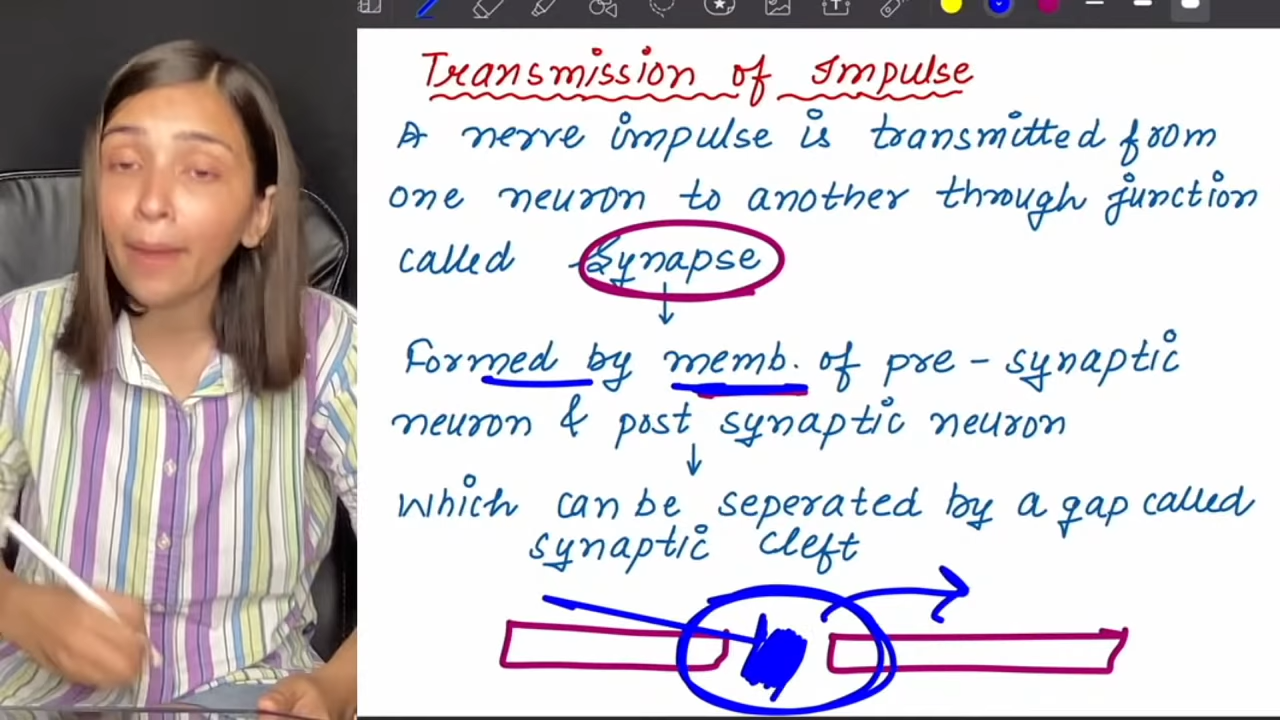 Transmission of Impulse
A nerve impulse is transmitted from
one neuron to another through junction
called Synapse
Formed by memb. of pre-synaptic
neuron & post synaptic neuron
Which can be seperated by a gap called
synaptic cleft